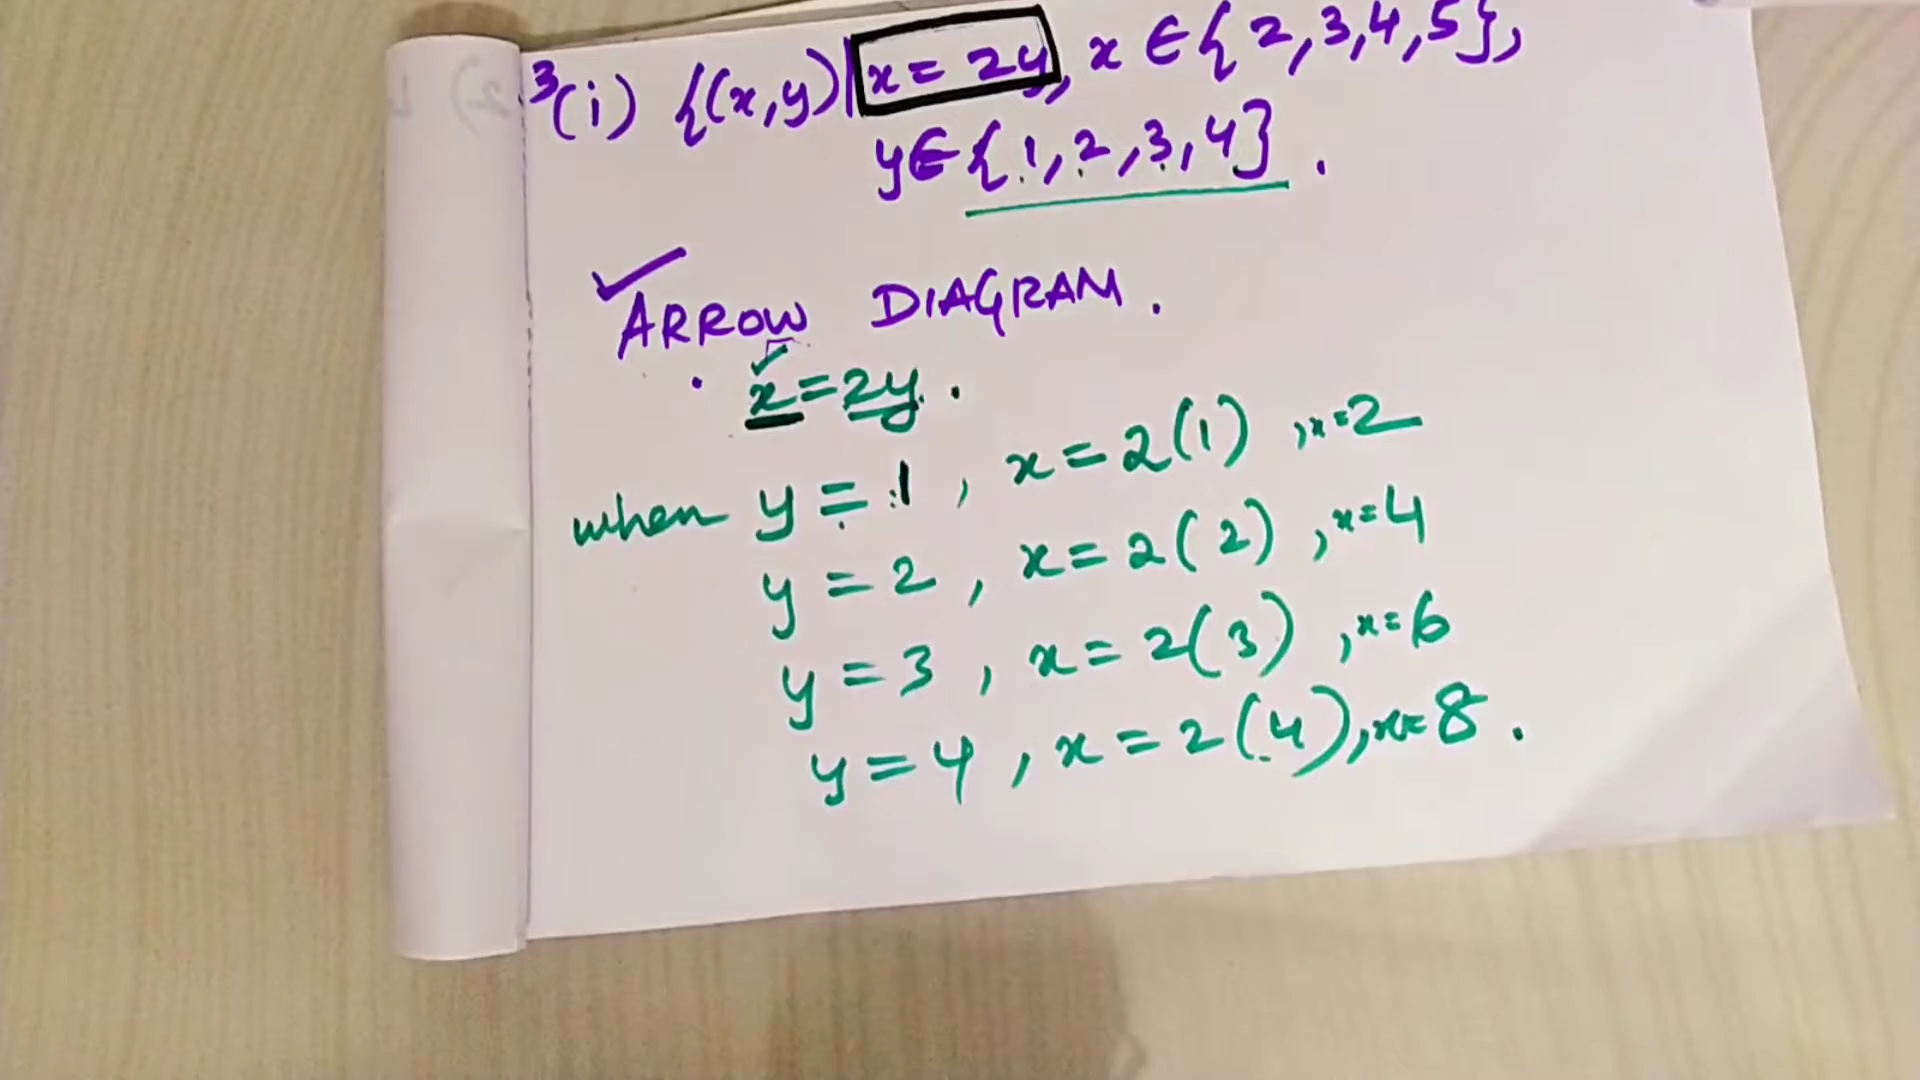 3(i) {(x,y)|x = 2y, x ∈ {2,3,4,5},
y∈{1,2,3,4}.
ARROW DIAGRAM.
x=2y.
when y = 1, x = 2(1), x=2
y = 2, x = 2(2), x=4
y = 3, x = 2(3), x=6
y = 4, x = 2(4), x=8.